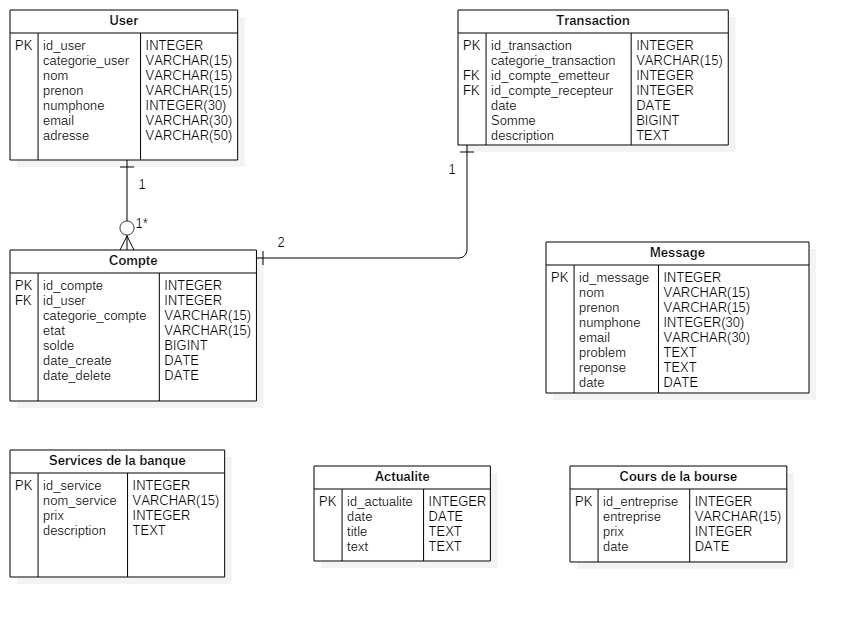 User
PK id_user INTEGER
categorie_user VARCHAR(15)
nom VARCHAR(15)
prenon VARCHAR(15)
numphone INTEGER(30)
email VARCHAR(30)
adresse VARCHAR(50)
Transaction
PK id_transaction INTEGER
categorie_transaction VARCHAR(15)
FK id_compte_emetteur INTEGER
FK id_compte_recepteur INTEGER
date DATE
Somme BIGINT
description TEXT
1
1
1*
2
Compte
PK id_compte INTEGER
FK id_user INTEGER
categorie_compte VARCHAR(15)
etat VARCHAR(15)
solde BIGINT
date_create DATE
date_delete DATE
Message
PK id_message INTEGER
nom VARCHAR(15)
prenon VARCHAR(15)
numphone INTEGER(30)
email VARCHAR(30)
problem TEXT
reponse TEXT
date DATE
Services de la banque
PK id_service INTEGER
nom_service VARCHAR(15)
prix INTEGER
description TEXT
Actualite
PK id_actualite INTEGER
date DATE
title TEXT
text TEXT
Cours de la bourse
PK id_entreprise INTEGER
entreprise VARCHAR(15)
prix INTEGER
date DATE